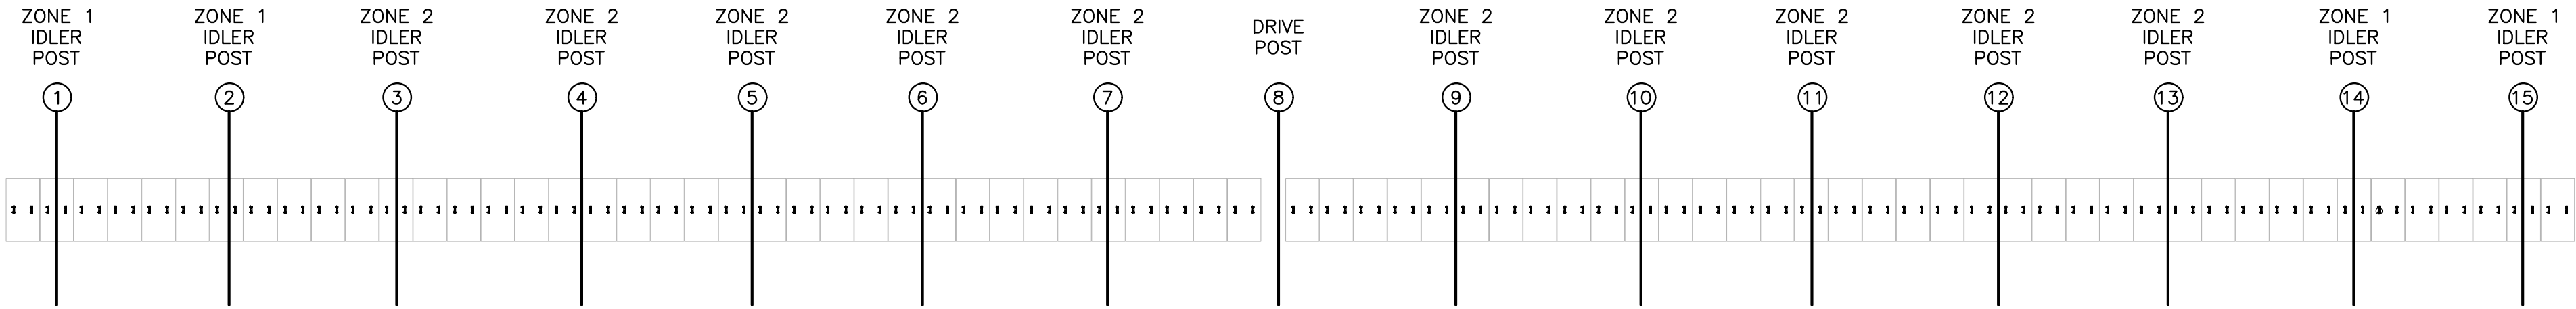 ZONE 1
IDLER
POST
1
ZONE 1
IDLER
POST
2
ZONE 2
IDLER
POST
3
ZONE 2
IDLER
POST
4
ZONE 2
IDLER
POST
5
ZONE 2
IDLER
POST
6
ZONE 2
IDLER
POST
7
DRIVE
POST
8
ZONE 2
IDLER
POST
9
ZONE 2
IDLER
POST
10
ZONE 2
IDLER
POST
11
ZONE 2
IDLER
POST
12
ZONE 2
IDLER
POST
13
ZONE 1
IDLER
POST
14
ZONE 1
IDLER
POST
15